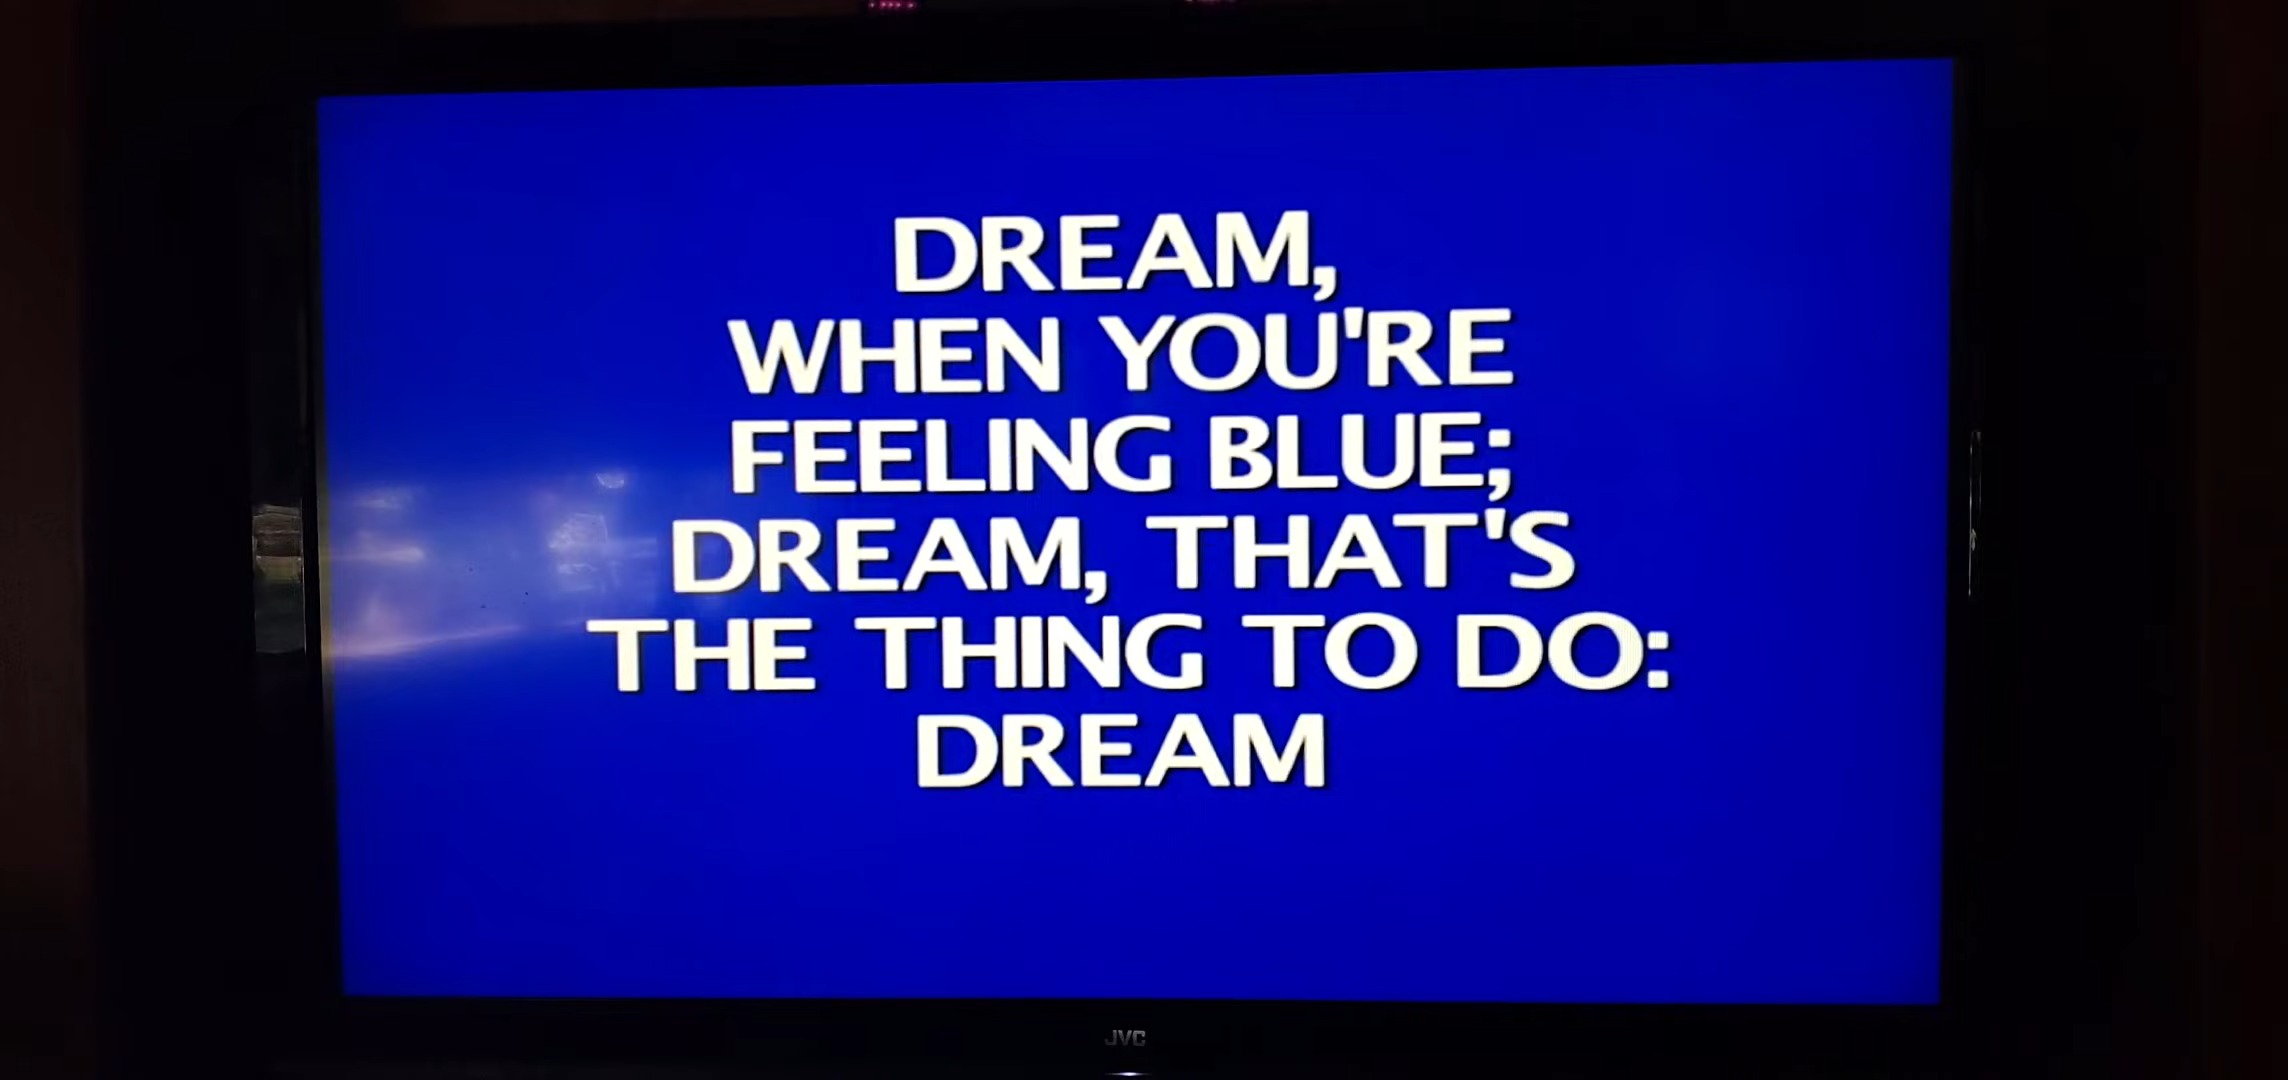 DREAM,
WHEN YOU'RE
FEELING BLUE;
DREAM, THAT'S
THE THING TO DO:
DREAM
JVC